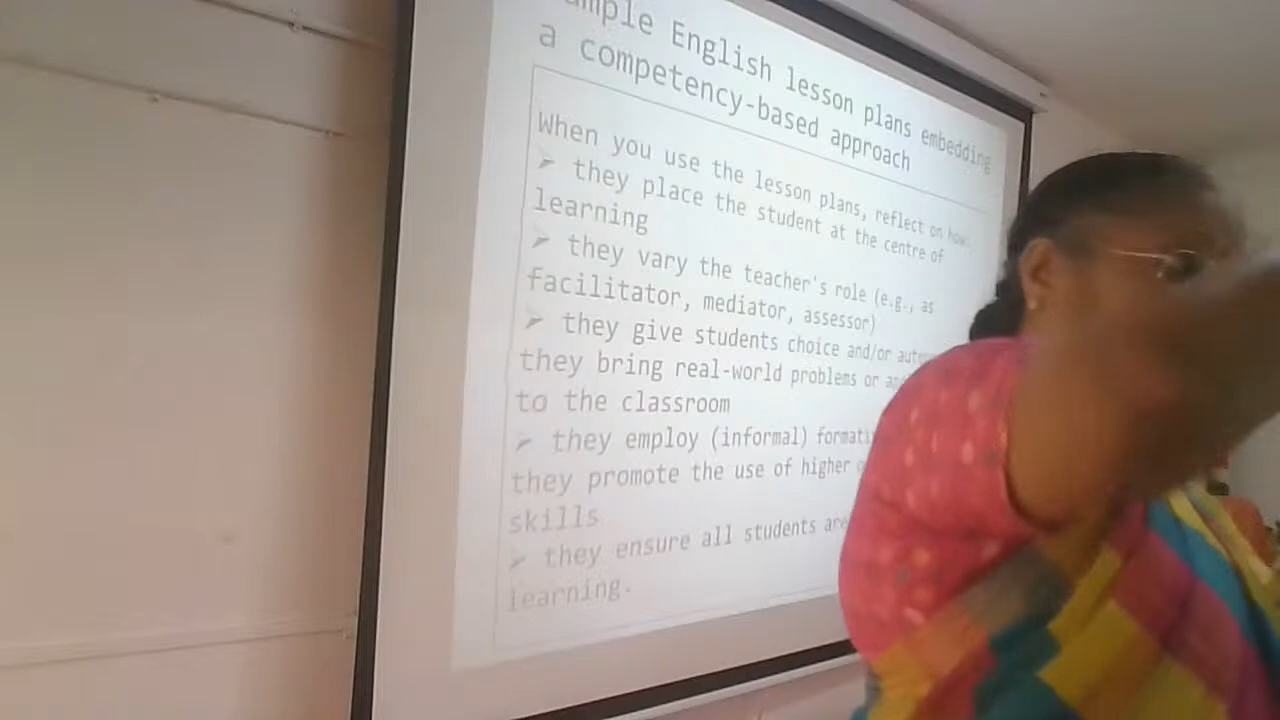 English lesson plans embedding
a competency-based approach
When you use the lesson plans, reflect on how:
➢ they place the student at the centre of
learning
➢ they vary the teacher's role (e.g., as
facilitator, mediator, assessor)
➢ they give students choice and/or
they bring real-world problems or
to the classroom
➢ they employ (informal)
they promote the use of higher
skills
➢ they ensure all students are
learning.